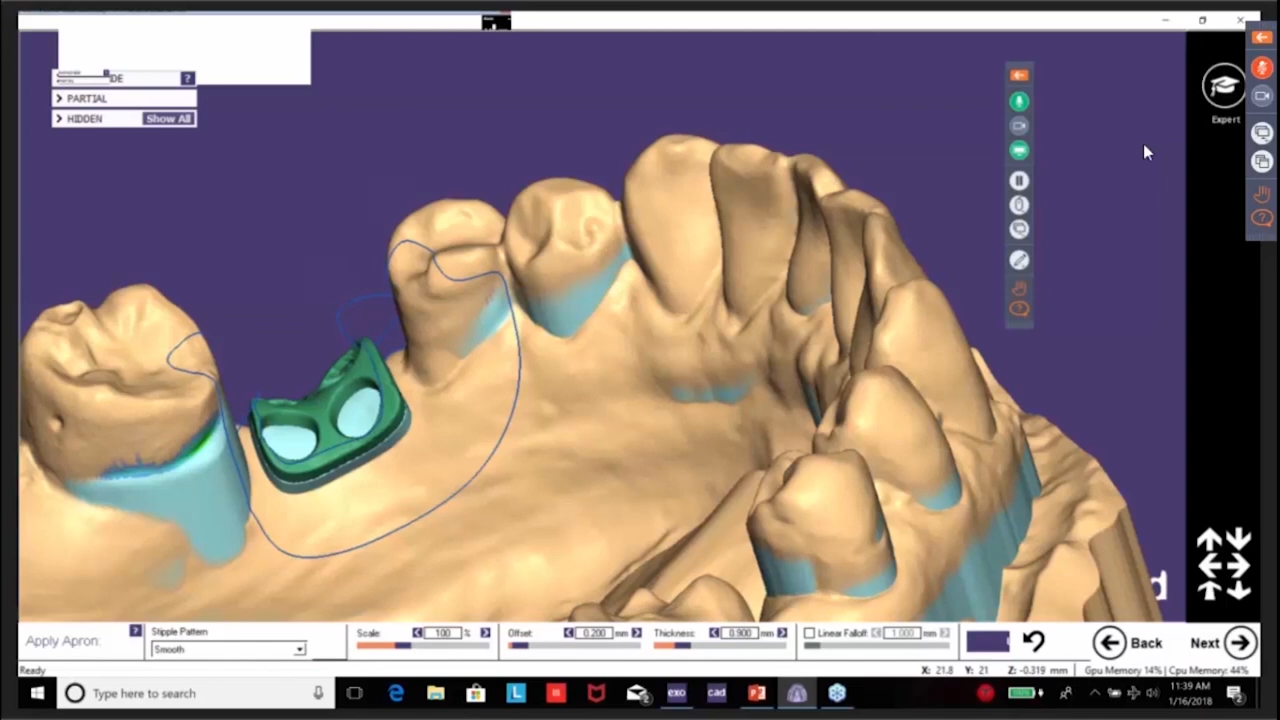 DE ?
PARTIAL
HIDDEN Show All
Expert
d
Apply Apron: ?
Stipple Pattern
Smooth
Scale: 100 %
Offset: 0.200 mm
Thickness: 0.900 mm
Linear Falloff: 1.000 mm
Back Next
Ready
X: 21.8 Y: 21 Z: -0.319 mm Gpu Memory 14% | Cpu Memory: 44%
Type here to search
L
2
exo
cad
11:39 AM
1/16/2018
2